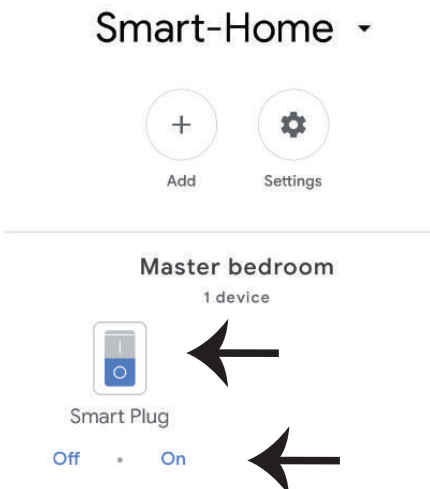 Smart-Home
+
Add Settings
Master bedroom
1 device
Smart Plug
Off • On